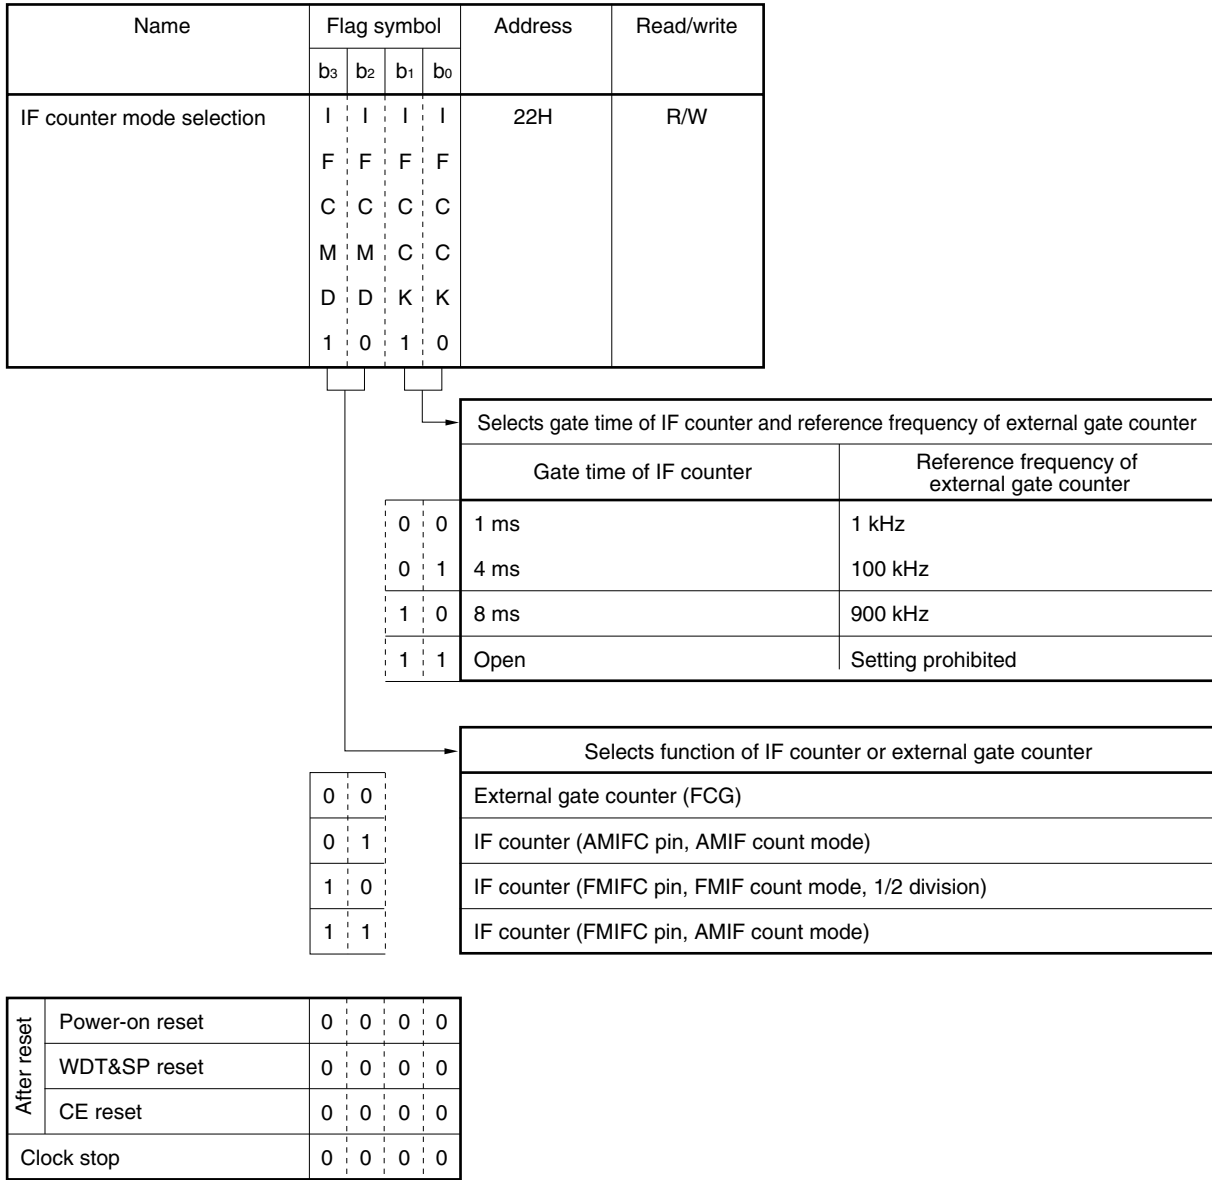 Name Flag symbol Address Read/write
b3 b2 b1 b0
IF counter mode selection I I I I 22H R/W
F F F F
C C C C
M M C C
D D K K
1 0 1 0
Selects gate time of IF counter and reference frequency of external gate counter
Gate time of IF counter Reference frequency of
external gate counter
0 0 1 ms 1 kHz
0 1 4 ms 100 kHz
1 0 8 ms 900 kHz
1 1 Open Setting prohibited
Selects function of IF counter or external gate counter
0 0 External gate counter (FCG)
0 1 IF counter (AMIFC pin, AMIF count mode)
1 0 IF counter (FMIFC pin, FMIF count mode, 1/2 division)
1 1 IF counter (FMIFC pin, AMIF count mode)
After reset
Power-on reset 0 0 0 0
WDT&SP reset 0 0 0 0
CE reset 0 0 0 0
Clock stop 0 0 0 0